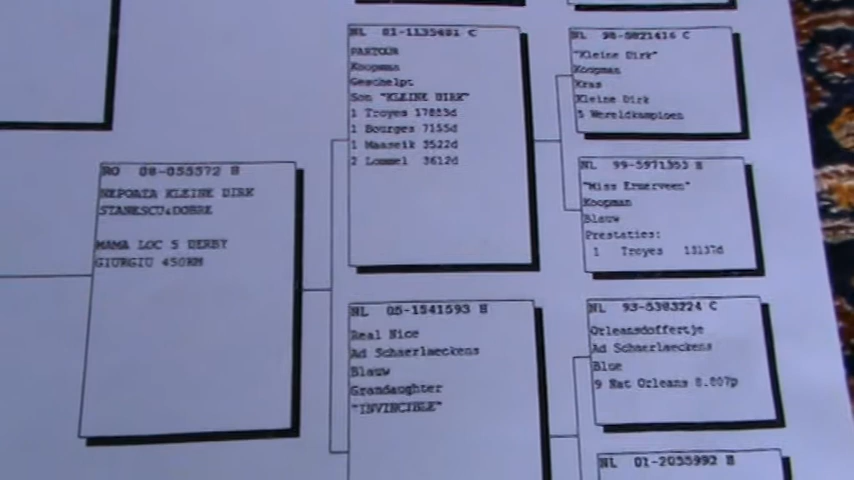 RO 08-055572 H
NEPOATA KLEINE DIRK
STANESCU&DOBRE
MAMA LOC 5 DERBY
GIURGIU 450KM
NL 01-1135481 C
PANTOUR
Koopman
Geschelpt
Son "KLEINE DIRK"
1 Troyes 17883d
1 Bourges 7155d
1 Maaseik 3522d
2 Lommel 3612d
NL 05-1541593 H
Real Nice
Ad Schaerlaeckens
Blauw
Grandaughter
"INVINCIBLE"
NL 98-5821416 C
"Kleine Dirk"
Koopman
Kras
Kleine Dirk
5 Wereldkampioen
NL 99-5971353 H
"Miss Ermerveen"
Koopman
Blauw
Prestaties:
1 Troyes 13137d
NL 93-5383224 C
Orleansdoffertje
Ad Schaerlaeckens
Blue
9 Nat Orleans 8.807p
NL 01-2055992 H